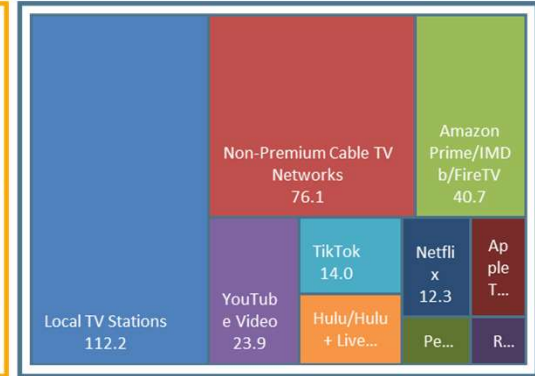 Local TV Stations
112.2
Non-Premium Cable TV
Networks
76.1
Amazon
Prime/IMD
b/FireTV
40.7
YouTub
e Video
23.9
TikTok
14.0
Hulu/Hulu
+ Live...
Netfli
x
12.3
Ap
ple
T...
Pe...
R...